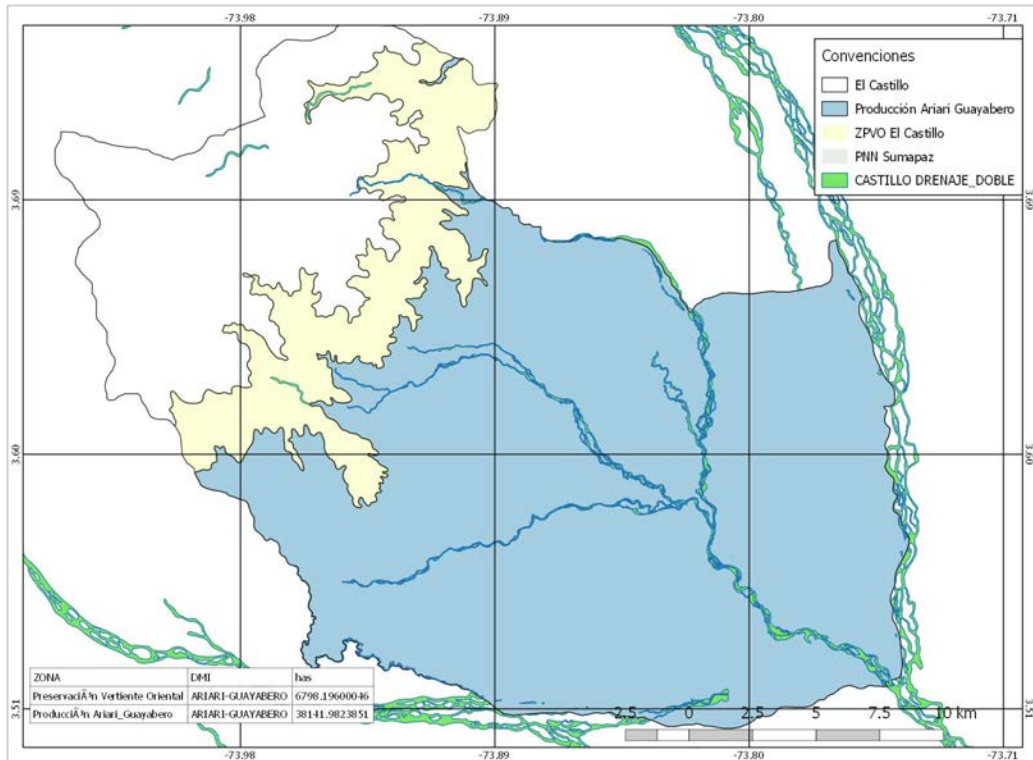 -73.98 -73.89 -73.80 -73.71
Convenciones
El Castillo
Producción Ariari Guayabero
ZPVO El Castillo
PNN Sumapaz
CASTILLO DRENAJE_DOBLE
3.69 3.69
3.60 3.60
ZONA DMI has
PreservaciÃ³n Vertiente Oriental ARIARI-GUAYABERO 6798.19600046
ProducciÃ³n Ariari_Guayabero ARIARI-GUAYABERO 38141.9823851
3.51 3.51
2.5 0 2.5 5 7.5 10 km
-73.98 -73.89 -73.80 -73.71